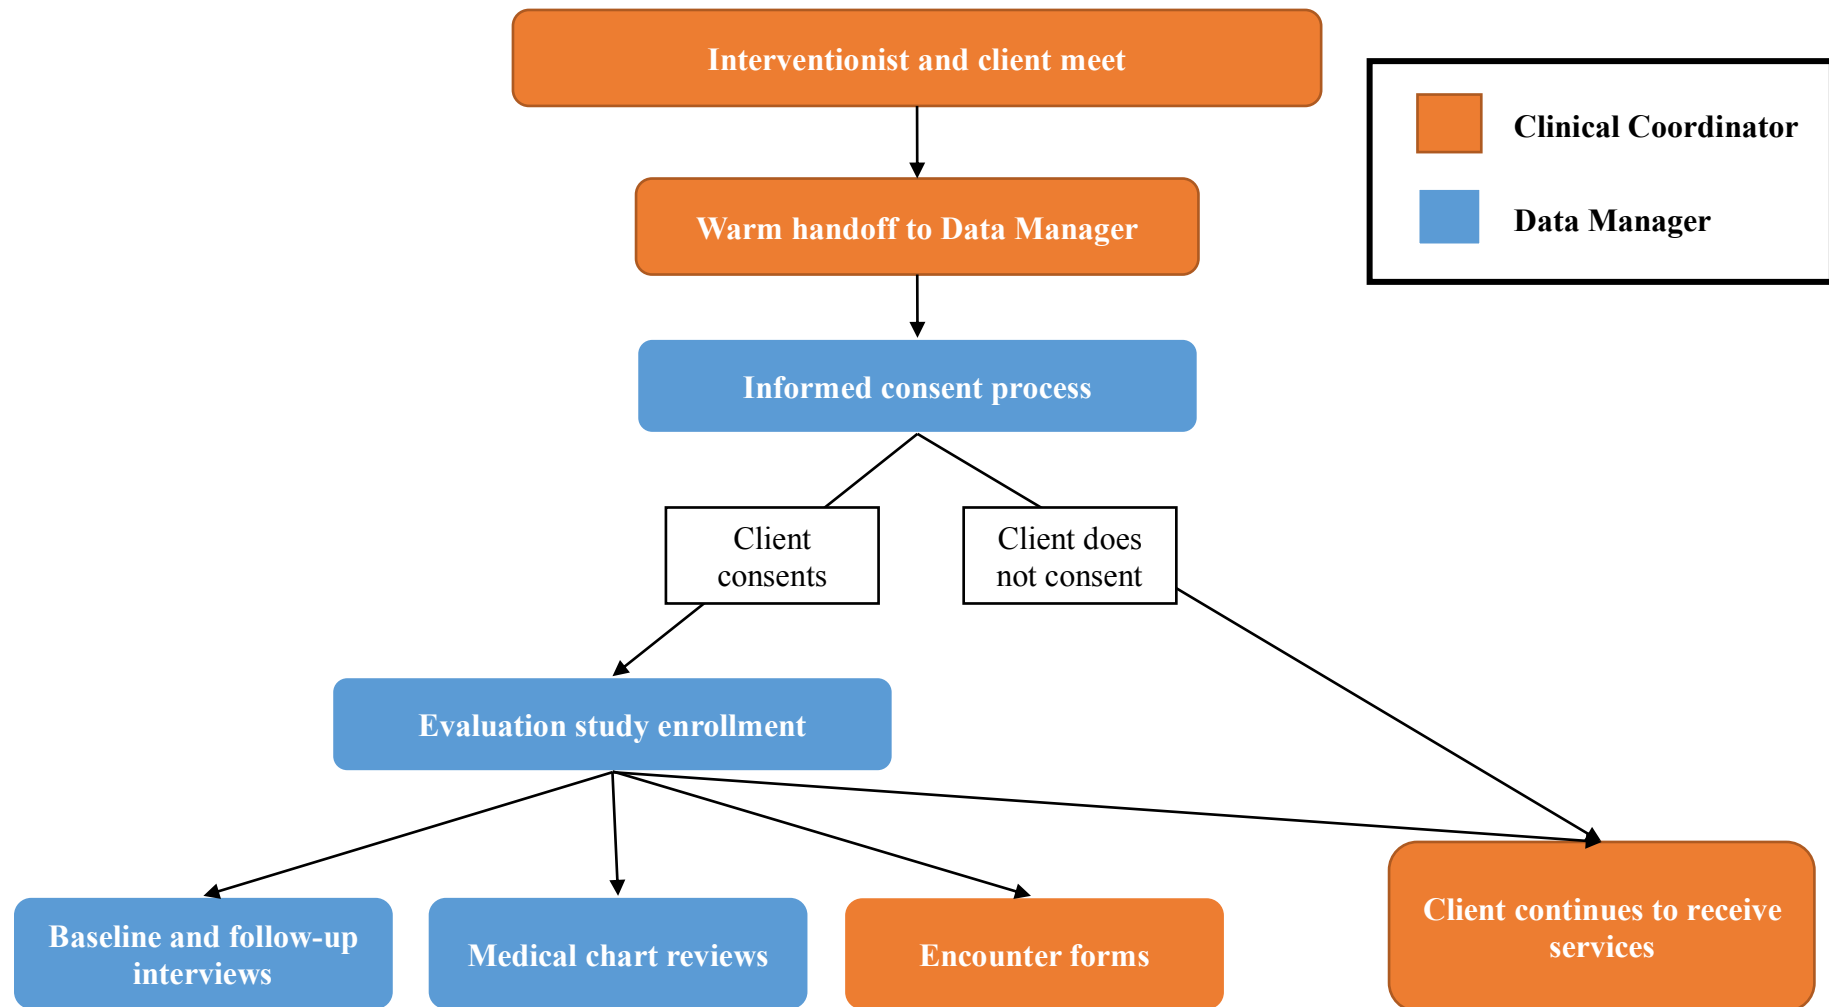 Interventionist and client meet
Clinical Coordinator
Data Manager
Warm handoff to Data Manager
Informed consent process
Client
consents
Client does
not consent
Evaluation study enrollment
Baseline and follow-up
interviews
Medical chart reviews
Encounter forms
Client continues to receive
services